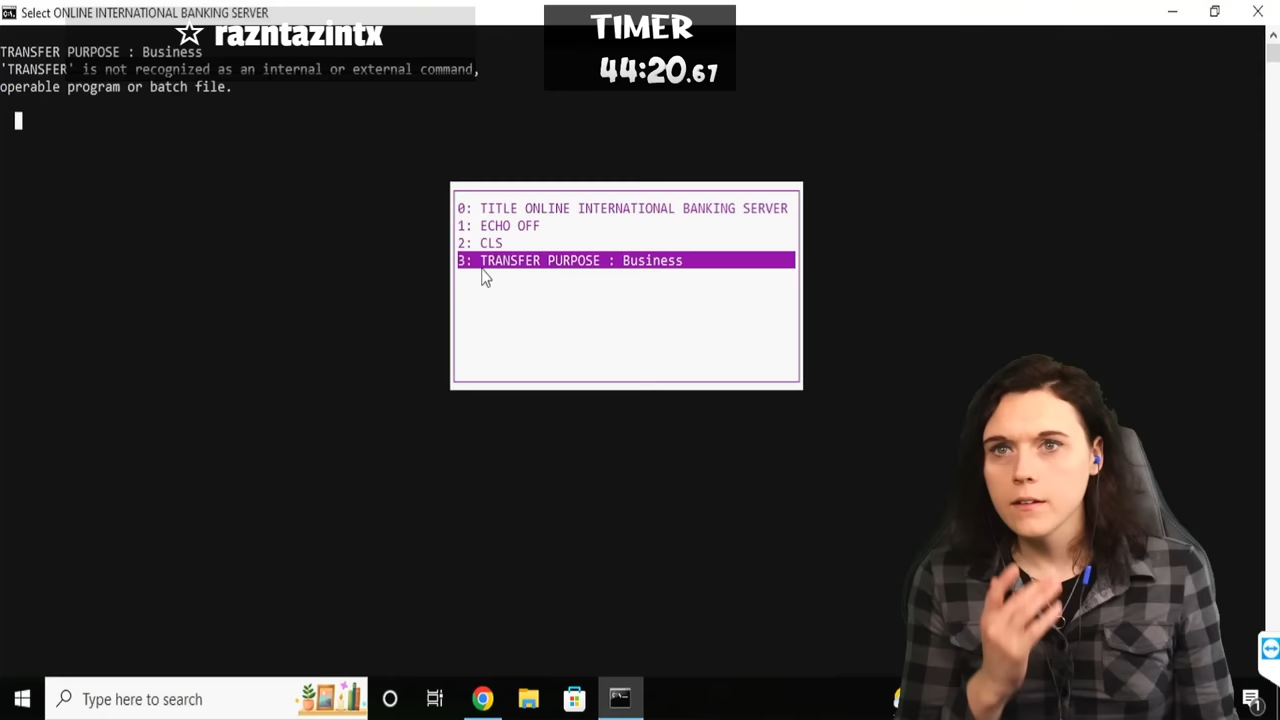 Select ONLINE INTERNATIONAL BANKING SERVER
☆ razntazintx
TIMER
44:20.67
TRANSFER PURPOSE : Business
'TRANSFER' is not recognized as an internal or external command,
operable program or batch file.
0: TITLE ONLINE INTERNATIONAL BANKING SERVER
1: ECHO OFF
2: CLS
3: TRANSFER PURPOSE : Business
Type here to search
1